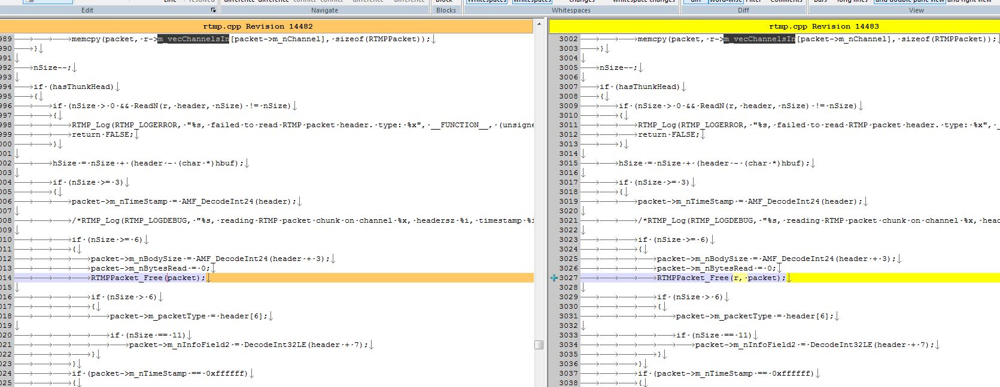 Edit Navigate Blocks Whitespaces Diff View
rtmp.cpp Revision 14482
989 memcpy(packet, r->m_vecChannelsIn[packet->m_nChannel], sizeof(RTMPPacket));
990 }
991
992 nSize--;
993
994 if (hasThunkHead)
995 {
996 if (nSize > 0 && ReadN(r, header, nSize) != nSize)
997 {
998 RTMP_Log(RTMP_LOGERROR, "%s, failed to read RTMP packet header. type: %x", __FUNCTION__, (unsigne
999 return FALSE;
000 }
001
002 hSize = nSize + (header - (char *)hbuf);
003
004 if (nSize >= 3)
005 {
006 packet->m_nTimeStamp = AMF_DecodeInt24(header);
007
008 /*RTMP_Log(RTMP_LOGDEBUG, "%s, reading RTMP packet chunk on channel %x, headersz %i, timestamp %i
009
010 if (nSize >= 6)
011 {
012 packet->m_nBodySize = AMF_DecodeInt24(header + 3);
013 packet->m_nBytesRead = 0;
014 RTMPPacket_Free(packet);
015
016 if (nSize > 6)
017 {
018 packet->m_packetType = header[6];
019
020 if (nSize == 11)
021 packet->m_nInfoField2 = DecodeInt32LE(header + 7);
022 }
023 }
024 if (packet->m_nTimeStamp == 0xffffff)
025 {
rtmp.cpp Revision 14483
3002 memcpy(packet, r->m_vecChannelsIn[packet->m_nChannel], sizeof(RTMPPacket));
3003 }
3004
3005 nSize--;
3006
3007 if (hasThunkHead)
3008 {
3009 if (nSize > 0 && ReadN(r, header, nSize) != nSize)
3010 {
3011 RTMP_Log(RTMP_LOGERROR, "%s, failed to read RTMP packet header. type: %x", _
3012 return FALSE;
3013 }
3014
3015 hSize = nSize + (header - (char *)hbuf);
3016
3017 if (nSize >= 3)
3018 {
3019 packet->m_nTimeStamp = AMF_DecodeInt24(header);
3020
3021 /*RTMP_Log(RTMP_LOGDEBUG, "%s, reading RTMP packet chunk on channel %x, head
3022
3023 if (nSize >= 6)
3024 {
3025 packet->m_nBodySize = AMF_DecodeInt24(header + 3);
3026 packet->m_nBytesRead = 0;
3027 RTMPPacket_Free(r, packet);
3028
3029 if (nSize > 6)
3030 {
3031 packet->m_packetType = header[6];
3032
3033 if (nSize == 11)
3034 packet->m_nInfoField2 = DecodeInt32LE(header + 7);
3035 }
3036 }
3037 if (packet->m_nTimeStamp == 0xffffff)
3038 {